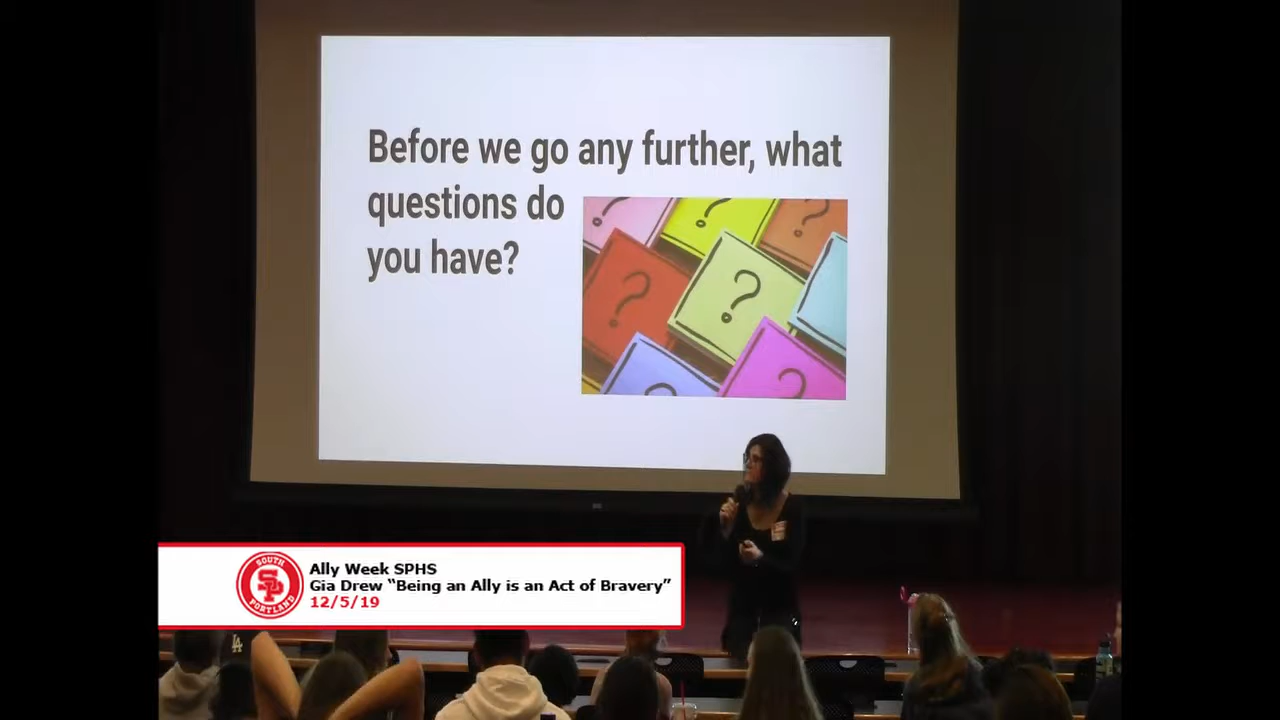 Before we go any further, what
questions do
you have?
? ? ?
? ?
? ?
SOUTH
SP
PORTLAND
Ally Week SPHS
Gia Drew “Being an Ally is an Act of Bravery”
12/5/19
LA